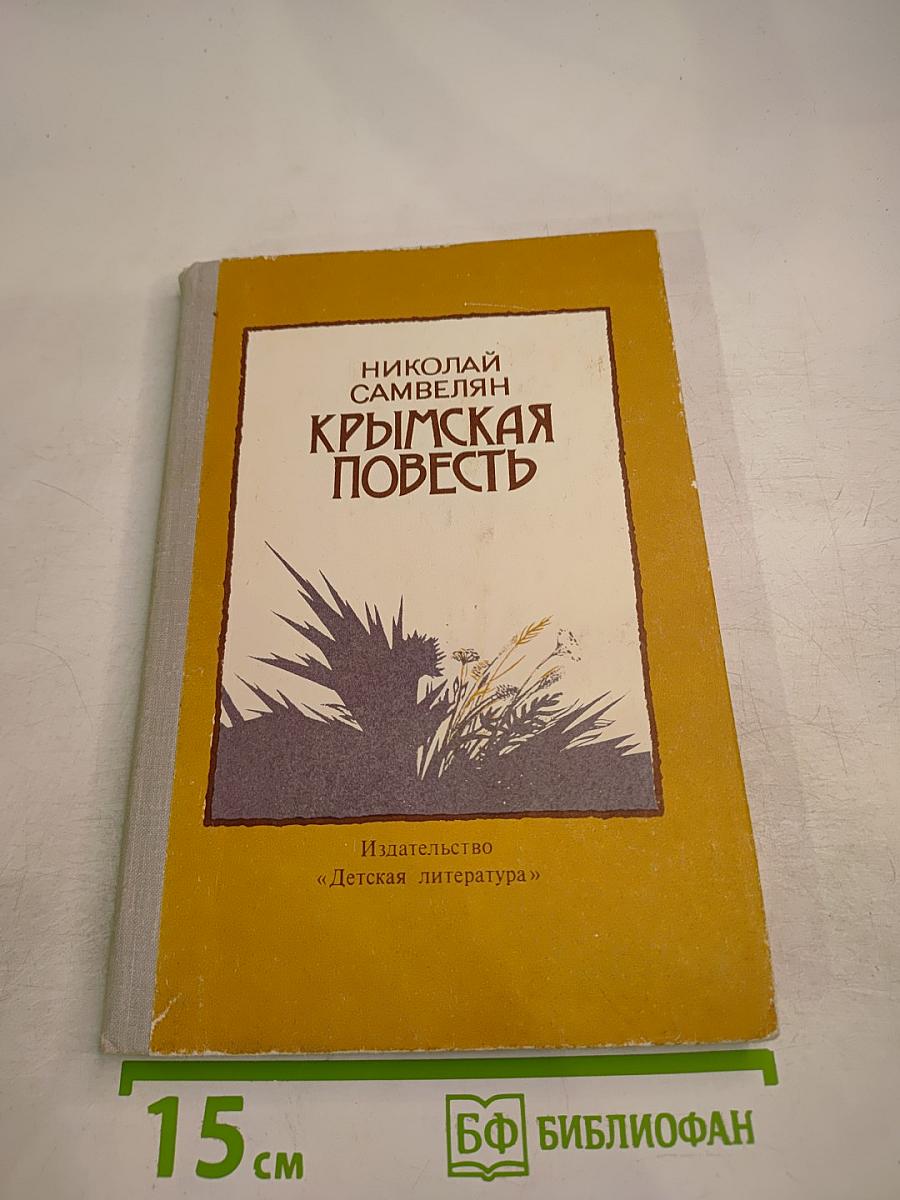 НИКОЛАЙ
САМВЕЛЯН
КРЫМСКАЯ
ПОВЕСТЬ
Издательство
«Детская литература»
15 см
БФ БИБЛИОФАН